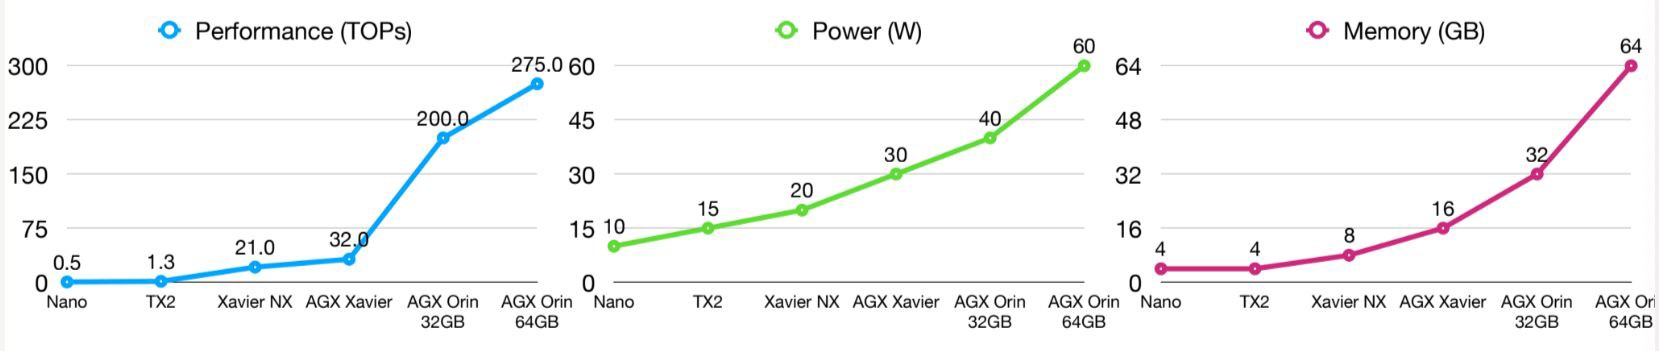 Performance (TOPs)
300
225
150
75
0
0.5
1.3
21.0
32.0
200.0
275.0
Nano
TX2
Xavier NX
AGX Xavier
AGX Orin
32GB
AGX Orin
64GB
Power (W)
60
45
30
15
0
10
15
20
30
40
60
Nano
TX2
Xavier NX
AGX Xavier
AGX Orin
32GB
AGX Orin
64GB
Memory (GB)
64
48
32
16
0
4
4
8
16
32
64
Nano
TX2
Xavier NX
AGX Xavier
AGX Orin
32GB
AGX Ori
64GB